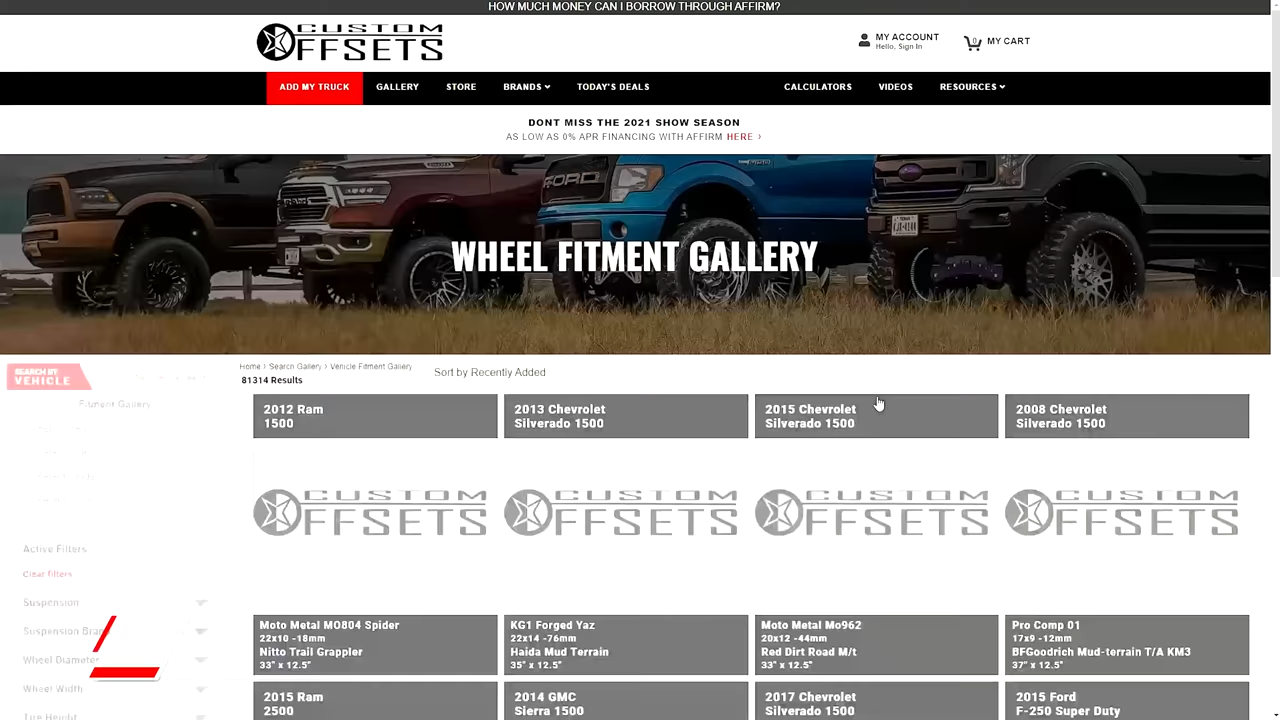 HOW MUCH MONEY CAN I BORROW THROUGH AFFIRM?
CUSTOM OFFSETS
MY ACCOUNT
Hello, Sign In
0
MY CART
ADD MY TRUCK
GALLERY
STORE
BRANDS
TODAY'S DEALS
CALCULATORS
VIDEOS
RESOURCES
DONT MISS THE 2021 SHOW SEASON
AS LOW AS 0% APR FINANCING WITH AFFIRM HERE ›
FORD
WHEEL FITMENT GALLERY
SEARCH BY
VEHICLE
Home › Search Gallery › Vehicle Fitment Gallery
81314 Results
Sort by Recently Added
Fitment Gallery
Active Filters
Clear filters
Suspension
Suspension Brand
Wheel Diameter
Wheel Width
Tire Height
2012 Ram
1500
2013 Chevrolet
Silverado 1500
2015 Chevrolet
Silverado 1500
2008 Chevrolet
Silverado 1500
CUSTOM OFFSETS
CUSTOM OFFSETS
CUSTOM OFFSETS
CUSTOM OFFSETS
Moto Metal MO804 Spider
22x10 -18mm
Nitto Trail Grappler
33" x 12.5"
KG1 Forged Yaz
22x14 -76mm
Haida Mud Terrain
35" x 12.5"
Moto Metal Mo962
20x12 -44mm
Red Dirt Road M/t
33" x 12.5"
Pro Comp 01
17x9 -12mm
BFGoodrich Mud-terrain T/A KM3
37" x 12.5"
2015 Ram
2500
2014 GMC
Sierra 1500
2017 Chevrolet
Silverado 1500
2015 Ford
F-250 Super Duty